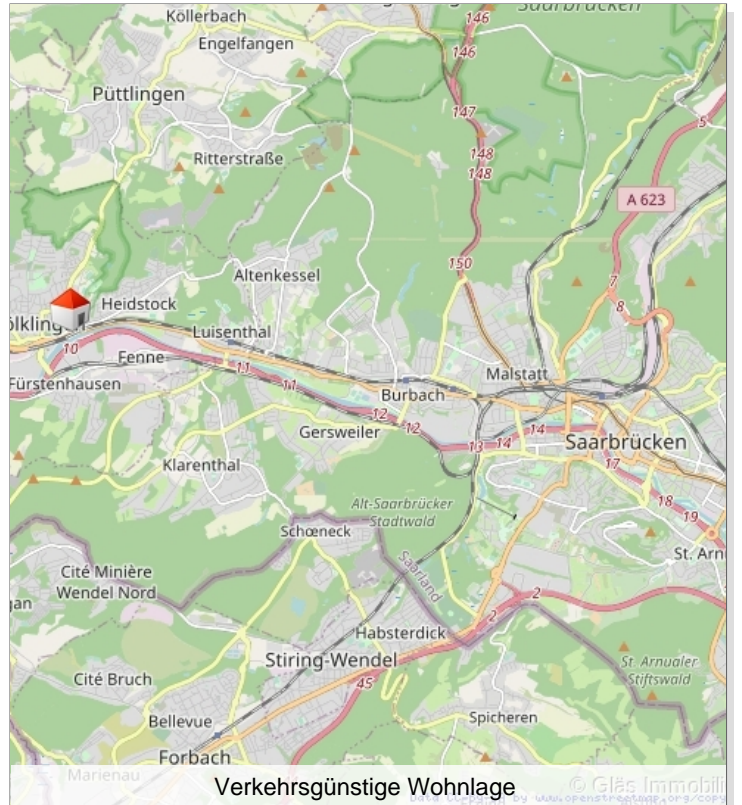 Saarbrücken
Köllerbach
146
Engelfangen
146
Püttlingen
147
5
Ritterstraße
148
148
A 623
150
Altenkessel
7
Heidstock
8
Luisenthal
10
Fenne
11
Malstatt
Fürstenhausen
11
Burbach
12
Gersweiler
12
14
14
13
Saarbrücken
Klarenthal
17
18
Alt-Saarbrücker
Stadtwald
19
Schœneck
St. Arnu
Cité Minière
Wendel Nord
Saarland
2
2
Habsterdick
Stiring-Wendel
St. Arnualer
Stiftswald
Cité Bruch
45
Bellevue
Spicheren
Forbach
Marienau
Verkehrsgünstige Wohnlage
© Gläs Immobili